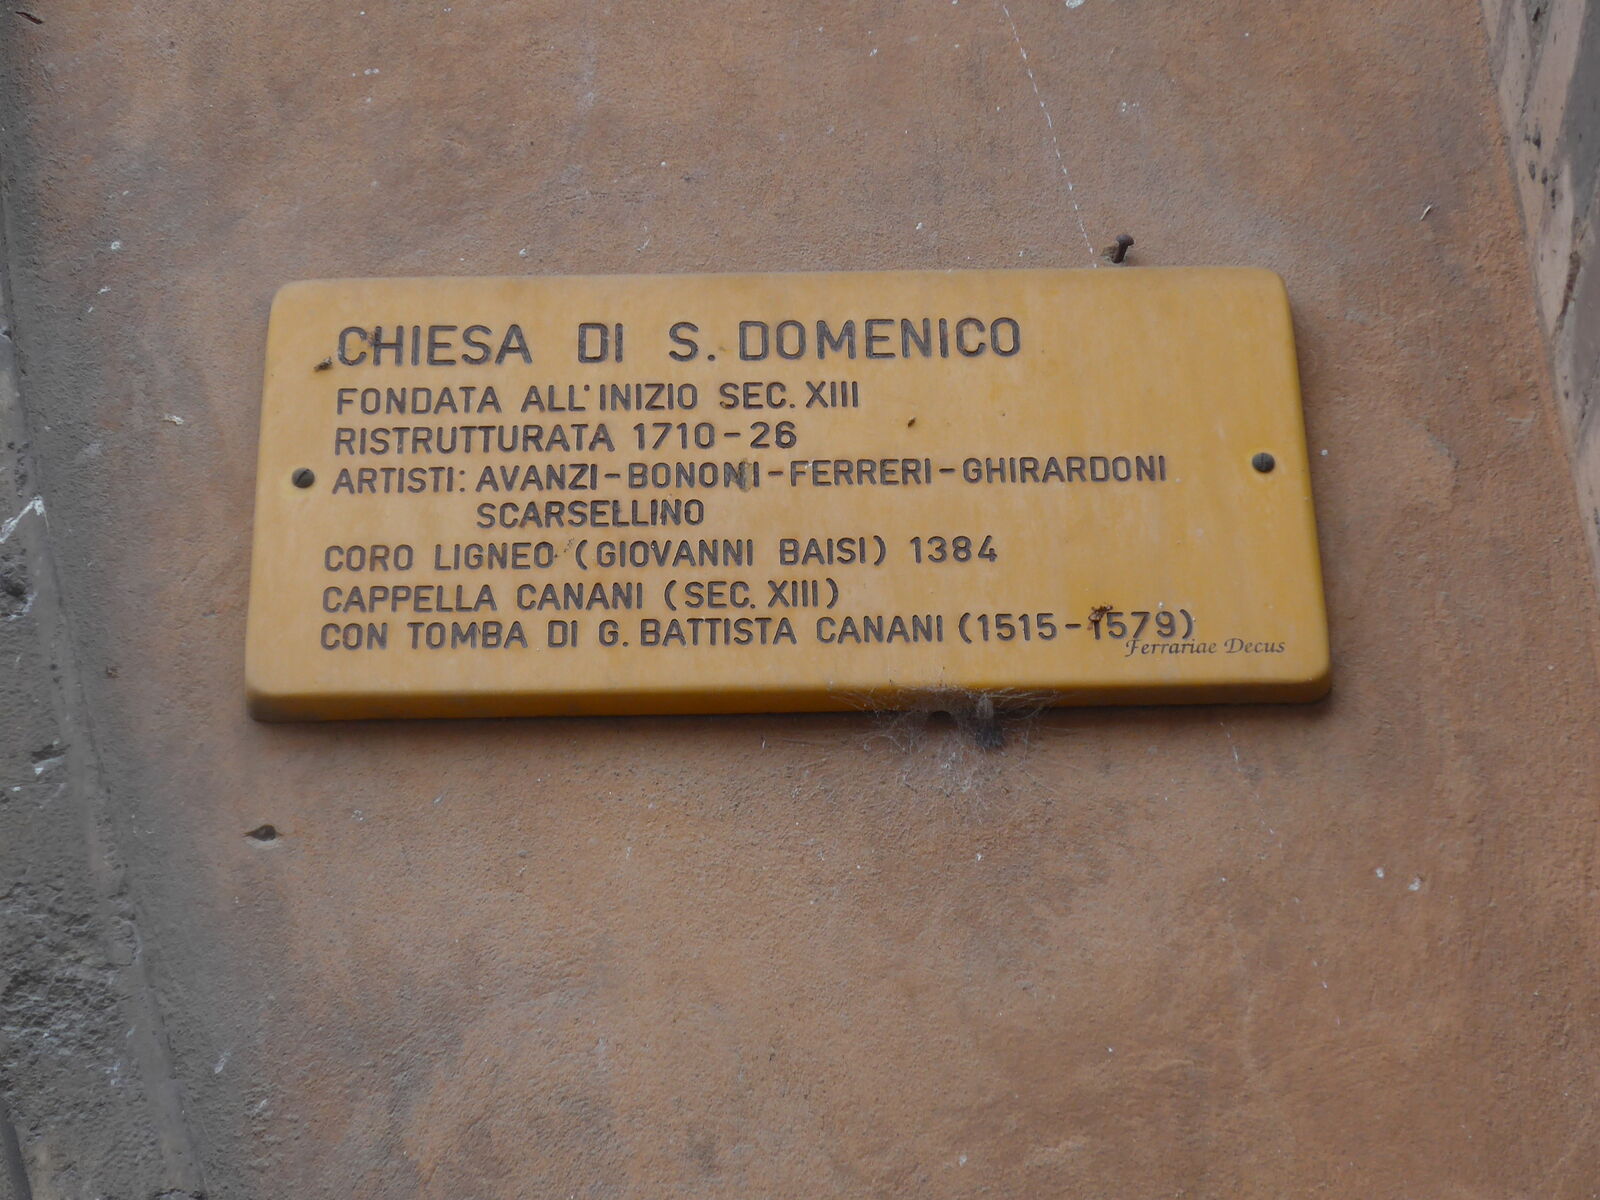 CHIESA DI S. DOMENICO
FONDATA ALL'INIZIO SEC. XIII
RISTRUTTURATA 1710-26
ARTISTI: AVANZI-BONONI-FERRERI-GHIRARDONI
SCARSELLINO
CORO LIGNEO (GIOVANNI BAISI) 1384
CAPPELLA CANANI (SEC. XIII)
CON TOMBA DI G. BATTISTA CANANI (1515-1579)
Ferrariae Decus